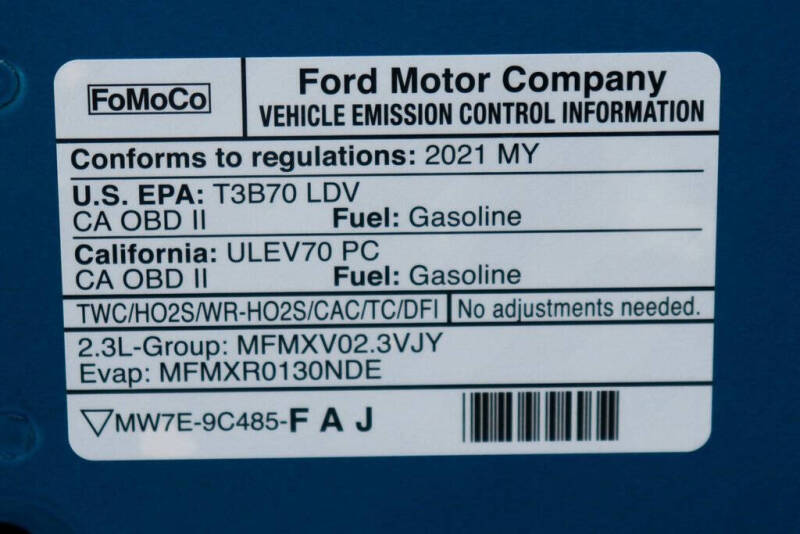 FoMoCo
Ford Motor Company
VEHICLE EMISSION CONTROL INFORMATION
Conforms to regulations: 2021 MY
U.S. EPA: T3B70 LDV
CA OBD II Fuel: Gasoline
California: ULEV70 PC
CA OBD II Fuel: Gasoline
TWC/HO2S/WR-HO2S/CAC/TC/DFI No adjustments needed.
2.3L-Group: MFMXV02.3VJY
Evap: MFMXR0130NDE
MW7E-9C485-F A J